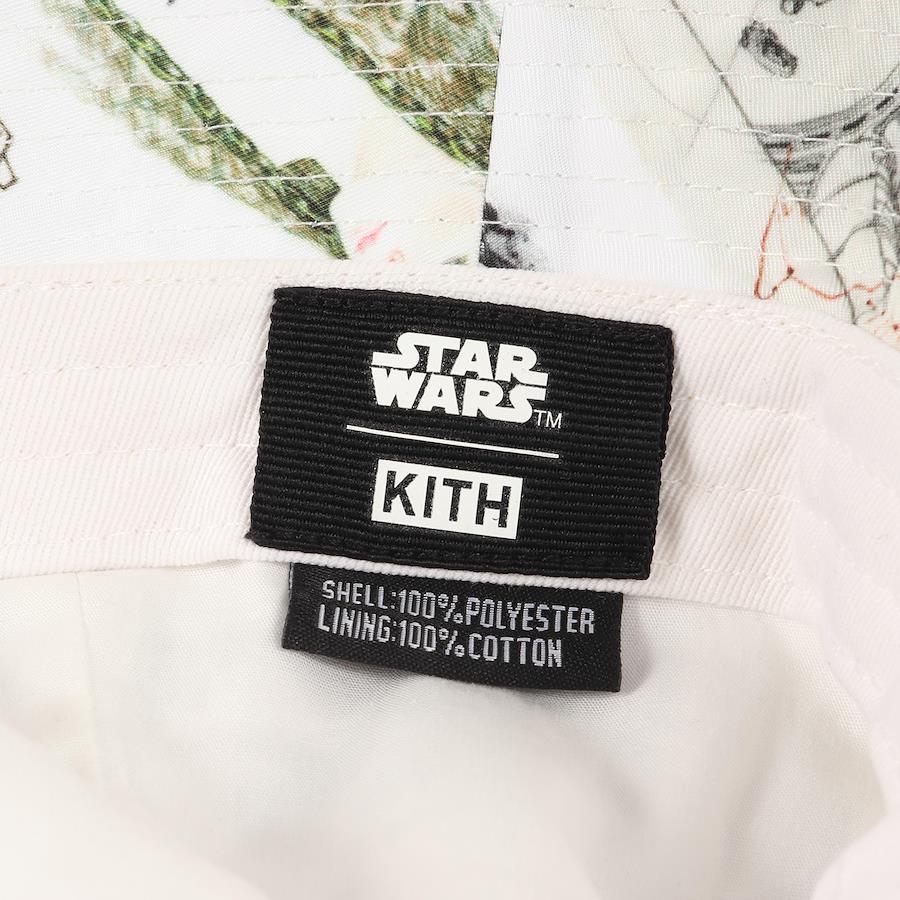 STAR
WARS TM
KITH
SHELL:100%POLYESTER
LINING:100%COTTON